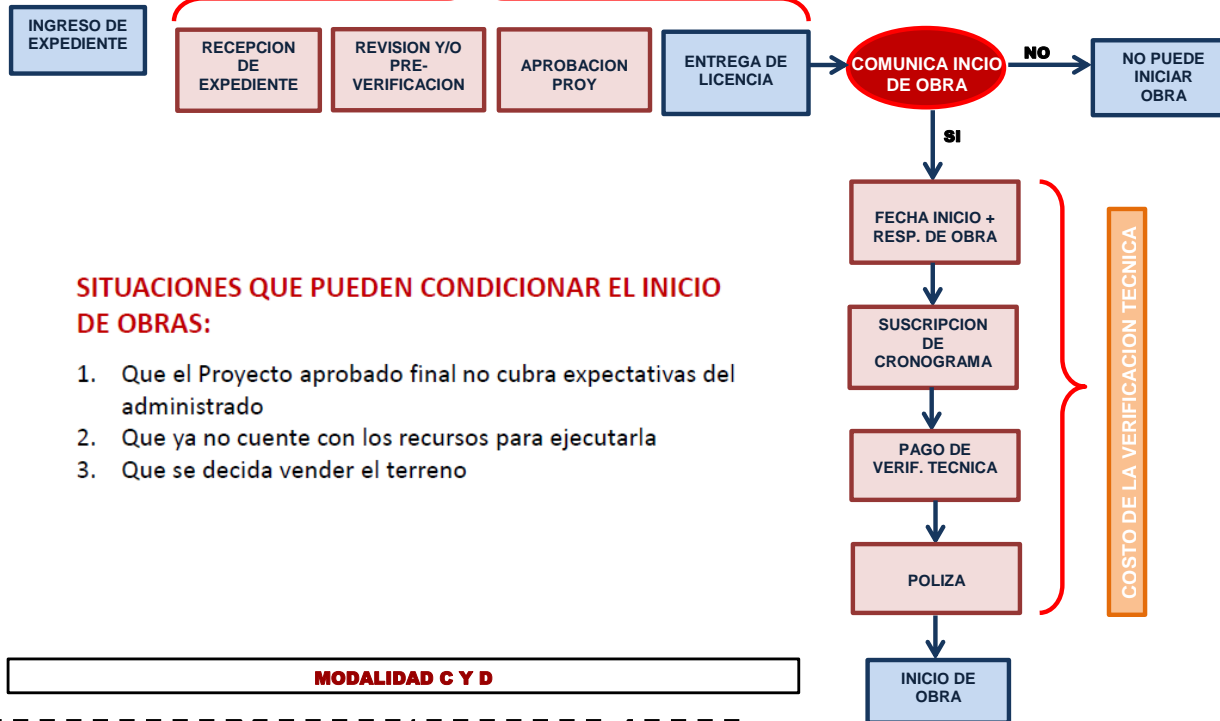 INGRESO DE
EXPEDIENTE
RECEPCION
DE
EXPEDIENTE
REVISION Y/O
PRE-
VERIFICACION
APROBACION
PROY
ENTREGA DE
LICENCIA
COMUNICA INCIO
DE OBRA
NO
NO PUEDE
INICIAR
OBRA
SI
FECHA INICIO +
RESP. DE OBRA
SUSCRIPCION
DE
CRONOGRAMA
PAGO DE
VERIF. TECNICA
POLIZA
INICIO DE
OBRA
COSTO DE LA VERIFICACION TECNICA
SITUACIONES QUE PUEDEN CONDICIONAR EL INICIO
DE OBRAS:
1. Que el Proyecto aprobado final no cubra expectativas del
administrado
2. Que ya no cuente con los recursos para ejecutarla
3. Que se decida vender el terreno
MODALIDAD C Y D